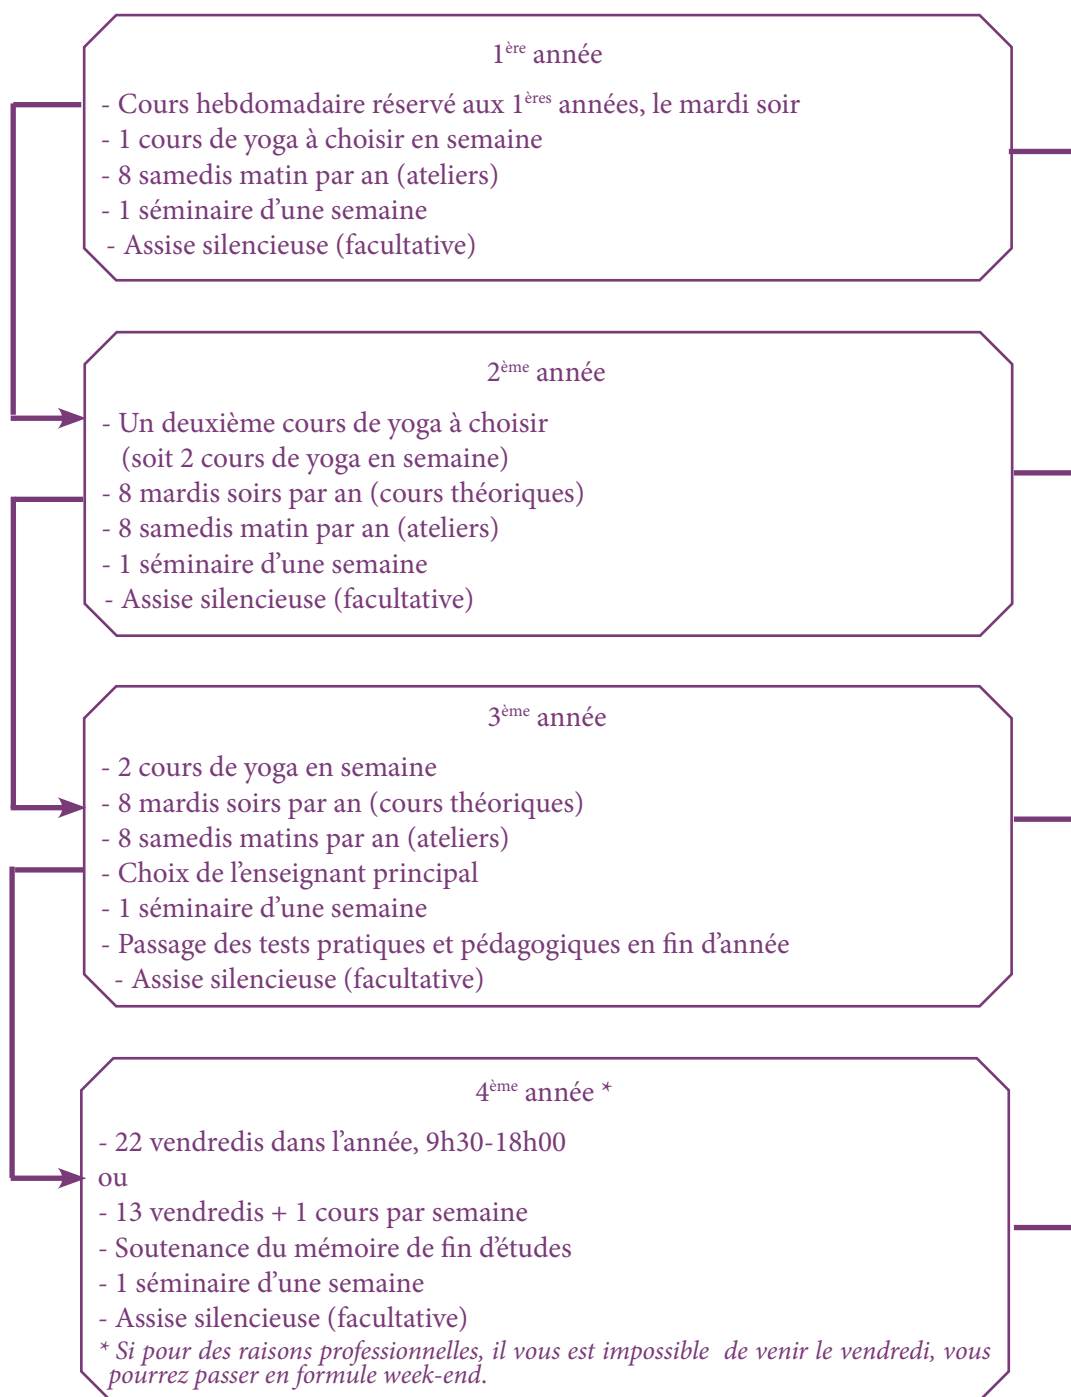 1ère année
- Cours hebdomadaire réservé aux 1ères années, le mardi soir
- 1 cours de yoga à choisir en semaine
- 8 samedis matin par an (ateliers)
- 1 séminaire d'une semaine
- Assise silencieuse (facultative)
2ème année
- Un deuxième cours de yoga à choisir
(soit 2 cours de yoga en semaine)
- 8 mardis soirs par an (cours théoriques)
- 8 samedis matin par an (ateliers)
- 1 séminaire d'une semaine
- Assise silencieuse (facultative)
3ème année
- 2 cours de yoga en semaine
- 8 mardis soirs par an (cours théoriques)
- 8 samedis matins par an (ateliers)
- Choix de l'enseignant principal
- 1 séminaire d'une semaine
- Passage des tests pratiques et pédagogiques en fin d'année
- Assise silencieuse (facultative)
4ème année *
- 22 vendredis dans l'année, 9h30-18h00
ou
- 13 vendredis + 1 cours par semaine
- Soutenance du mémoire de fin d'études
- 1 séminaire d'une semaine
- Assise silencieuse (facultative)
* Si pour des raisons professionnelles, il vous est impossible de venir le vendredi, vous
pourrez passer en formule week-end.